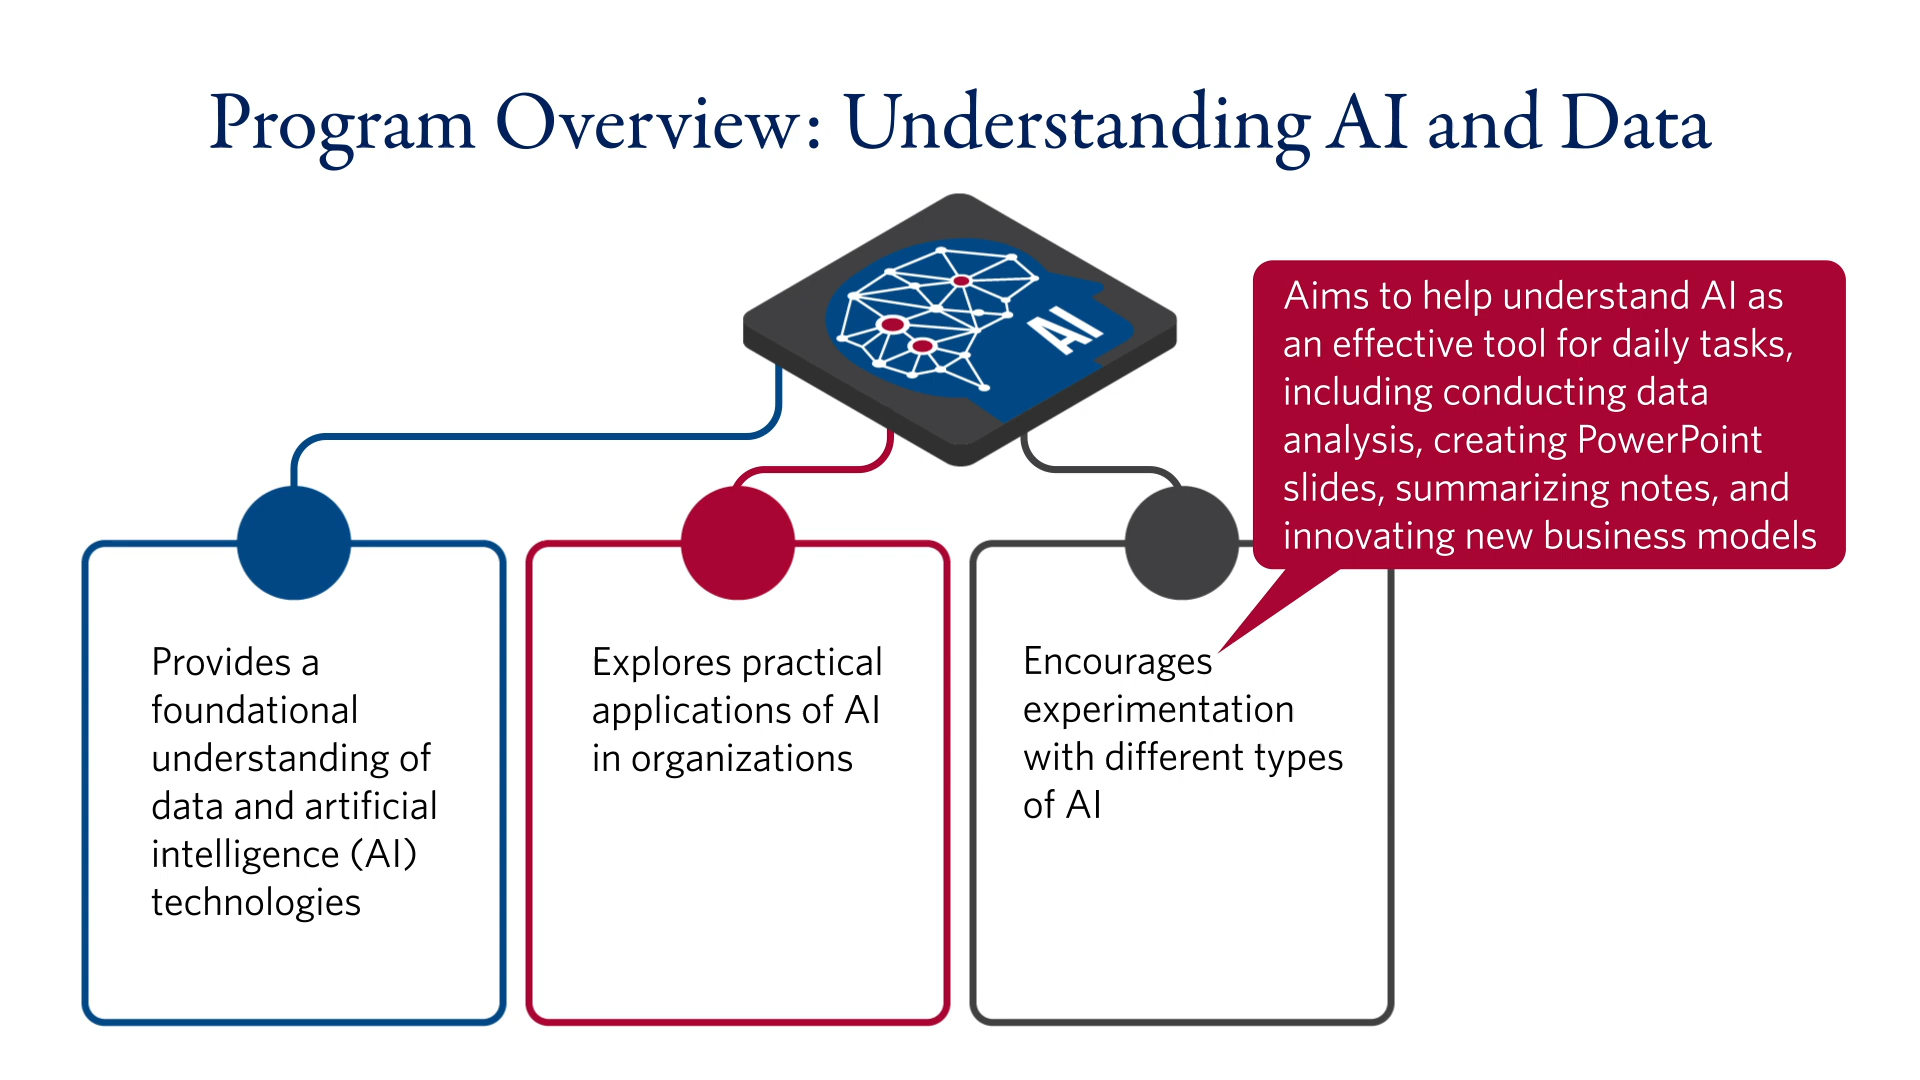 Program Overview: Understanding AI and Data
AI
Aims to help understand AI as
an effective tool for daily tasks,
including conducting data
analysis, creating PowerPoint
slides, summarizing notes, and
innovating new business models
Provides a
foundational
understanding of
data and artificial
intelligence (AI)
technologies
Explores practical
applications of AI
in organizations
Encourages
experimentation
with different types
of AI